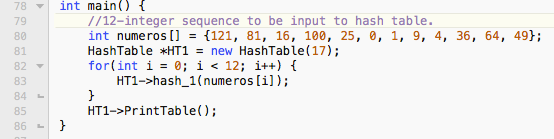 78 int main() {
79 //12-integer sequence to be input to hash table.
80 int numeros[] = {121, 81, 16, 100, 25, 0, 1, 9, 4, 36, 64, 49};
81 HashTable *HT1 = new HashTable(17);
82 for(int i = 0; i < 12; i++) {
83 HT1->hash_1(numeros[i]);
84 }
85 HT1->PrintTable();
86 }